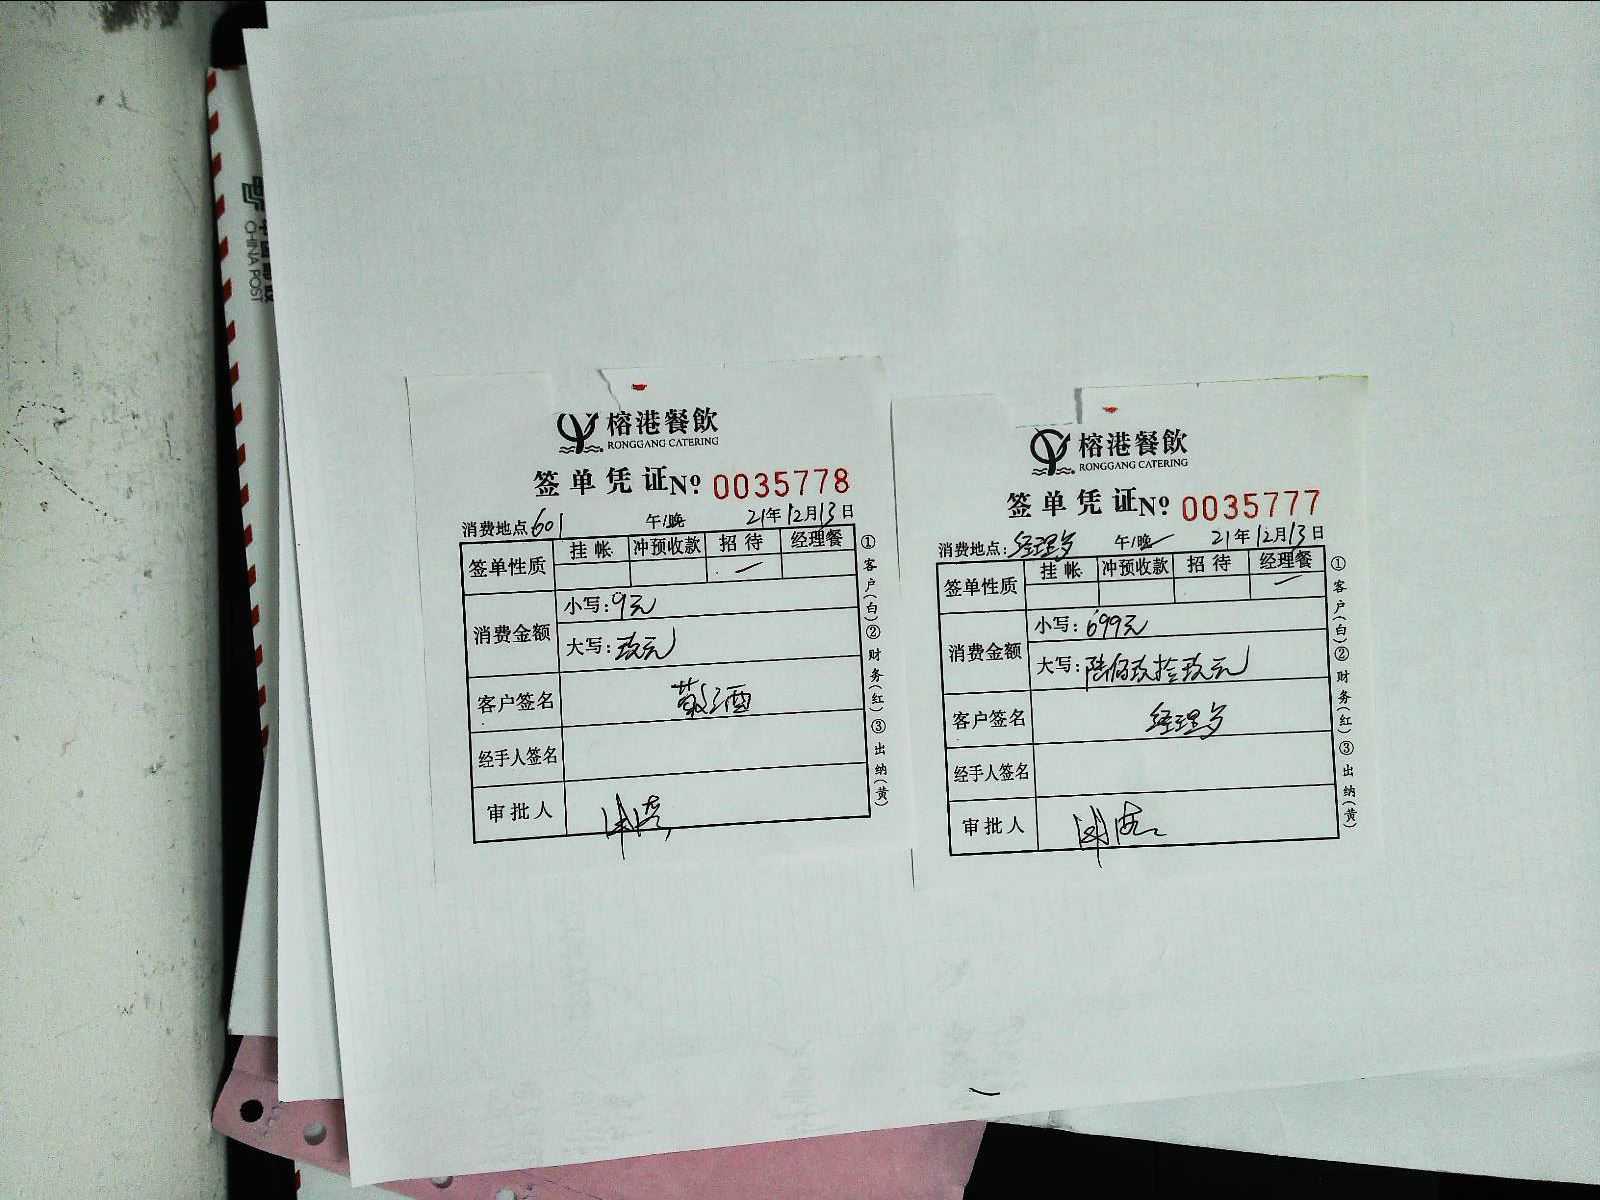 中国邮政
CHINA POST
榕港餐飲
RONGGANG CATERING
签单凭证№ 0035778
消费地点601 午/晚 21年12月13日
签单性质 挂帐 冲预收款 招待 经理餐
消费金额
小写:9元
大写:玖元
客户签名 敬酒
经手人签名
审批人
①客户(白)②财务(红)③出纳(黄)
榕港餐飲
RONGGANG CATERING
签单凭证№ 0035777
消费地点:经理 午/晚 21年12月13日
签单性质 挂帐 冲预收款 招待 经理餐
消费金额
小写:699元
大写:陆佰玖拾玖元
客户签名 经理
经手人签名
审批人
①客户(白)②财务(红)③出纳(黄)